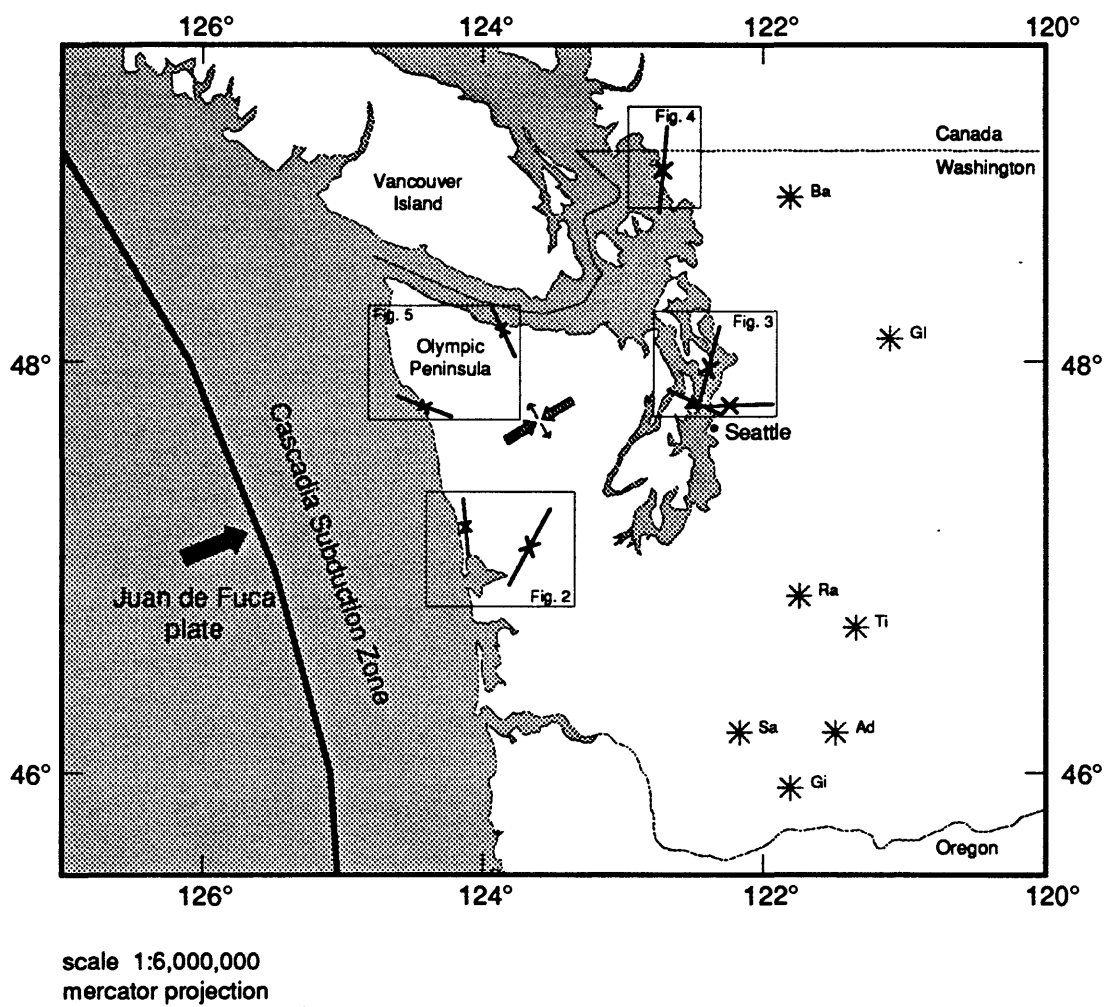 126°
124°
122°
120°
Fig. 4
Canada
Washington
Vancouver
Island
Ba
Fig. 5
Fig. 3
Gl
Olympic
Peninsula
48°
48°
Seattle
Cascadia Subduction Zone
Fig. 2
Juan de Fuca
plate
Ra
Ti
Sa
Ad
46°
46°
Gi
Oregon
126°
124°
122°
120°
scale 1:6,000,000
mercator projection